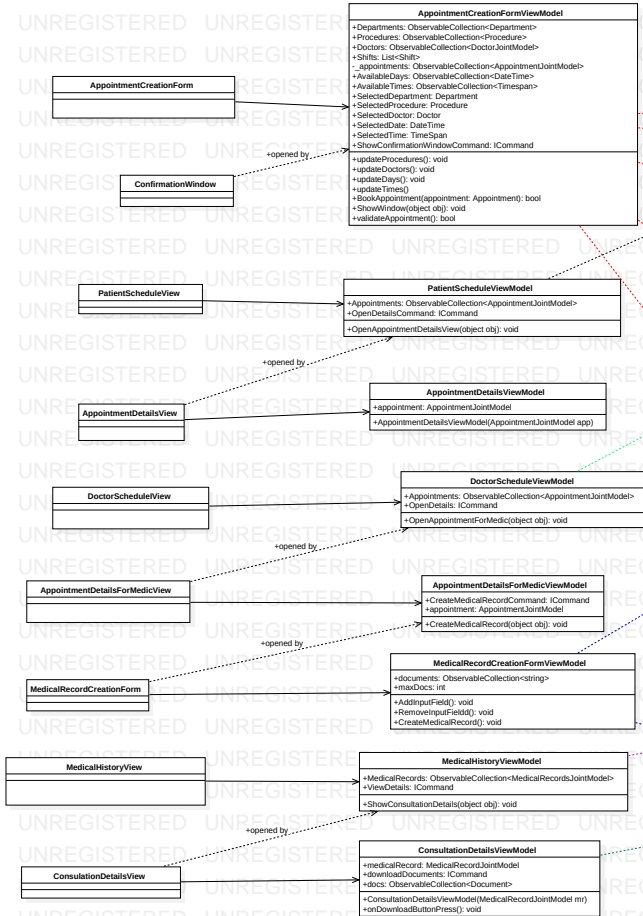 AppointmentCreationFormViewModel
+Departments: ObservableCollection<Department>
+Procedures: ObservableCollection<Procedure>
+Doctors: ObservableCollection<DoctorJointModel>
+Shifts: List<Shift>
-_appointments: ObservableCollection<AppointmentJointModel>
+AvailableDays: ObservableCollection<DateTime>
+AvailableTimes: ObservableCollection<Timespan>
+SelectedDepartment: Department
+SelectedProcedure: Procedure
+SelectedDoctor: Doctor
+SelectedDate: DateTime
+SelectedTime: TimeSpan
+ShowConfirmationWindowCommand: ICommand
+updateProcedures(): void
+updateDoctors(): void
+updateDays(): void
+updateTimes()
+BookAppointment(appointment: Appointment): bool
+ShowWindow(object obj): void
+validateAppointment(): bool
AppointmentCreationForm
+opened by
ConfirmationWindow
PatientScheduleView
PatientScheduleViewModel
+Appointments: ObservableCollection<AppointmentJointModel>
+OpenDetailsCommand: ICommand
+OpenAppointmentDetailsView(object obj): void
+opened by
AppointmentDetailsView
AppointmentDetailsViewModel
+appointment: AppointmentJointModel
+AppointmentDetailsViewModel(AppointmentJointModel app)
DoctorScheduleIView
DoctorScheduleViewModel
+Appointments: ObservableCollection<AppointmentJointModel>
+OpenDetails: ICommand
+OpenAppointmentForMedic(object obj): void
+opened by
AppointmentDetailsForMedicView
AppointmentDetailsForMedicViewModel
+CreateMedicalRecordCommand: ICommand
+appointment: AppointmentJointModel
+CreateMedicalRecord(object obj): void
+opened by
MedicalRecordCreationForm
MedicalRecordCreationFormViewModel
+documents: ObservableCollection<string>
+maxDocs: int
+AddInputField(): void
+RemoveInputFieldd(): void
+CreateMedicalRecord(): void
MedicalHistoryView
MedicalHistoryViewModel
+MedicalRecords: ObservableCollection<MedicalRecordsJointModel>
+ViewDetails: ICommand
+ShowConsultationDetails(object obj): void
+opened by
ConsulationDetailsView
ConsultationDetailsViewModel
+medicalRecord: MedicalRecordJointModel
+downloadDocuments: ICommand
+docs: ObservableCollection<Document>
+ConsultationDetailsViewModel(MedicalRecordJointModel mr)
+onDownloadButtonPress(): void